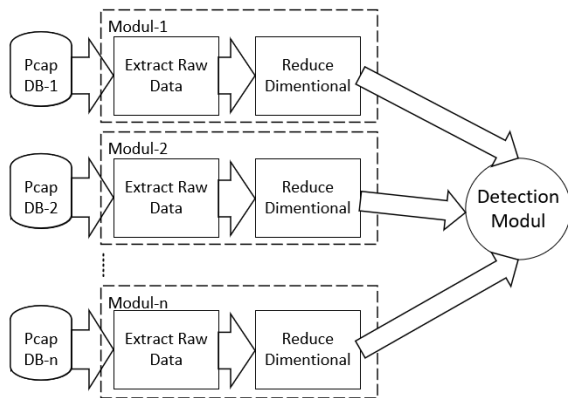 Modul-1
Pcap
DB-1
Extract Raw
Data
Reduce
Dimentional
Modul-2
Pcap
DB-2
Extract Raw
Data
Reduce
Dimentional
Detection
Modul
Modul-n
Pcap
DB-n
Extract Raw
Data
Reduce
Dimentional